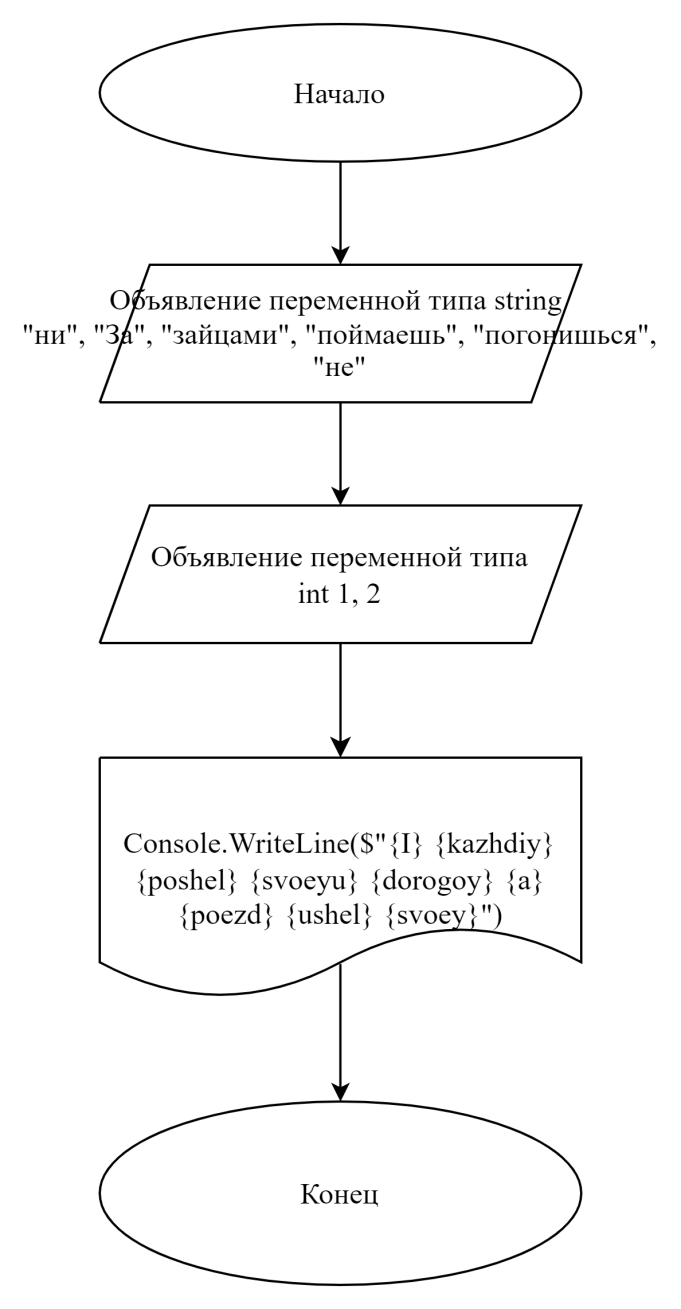 Начало
Объявление переменной типа string
"ни", "За", "зайцами", "поймаешь", "погонишься",
"не"
Объявление переменной типа
int 1, 2
Console.WriteLine($"{I} {kazhdiy}
{poshel} {svoeyu} {dorogoy} {a}
{poezd} {ushel} {svoey}")
Конец